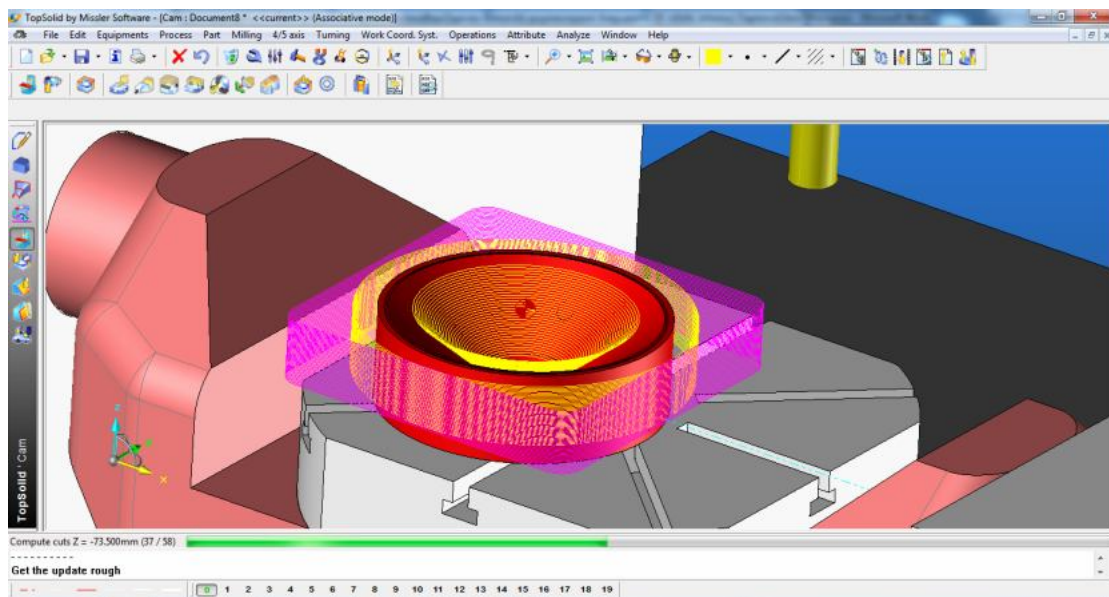 TopSolid by Missler Software - [Cam : Document8 * <<current>> (Associative mode)]
File Edit Equipments Process Part Milling 4/5 axis Turning Work Coord. Syst. Operations Attribute Analyze Window Help
Z
X
TopSolid'Cam
Compute cuts Z = -73.500mm (37 / 58)
----------
Get the update rough
0 1 2 3 4 5 6 7 8 9 10 11 12 13 14 15 16 17 18 19